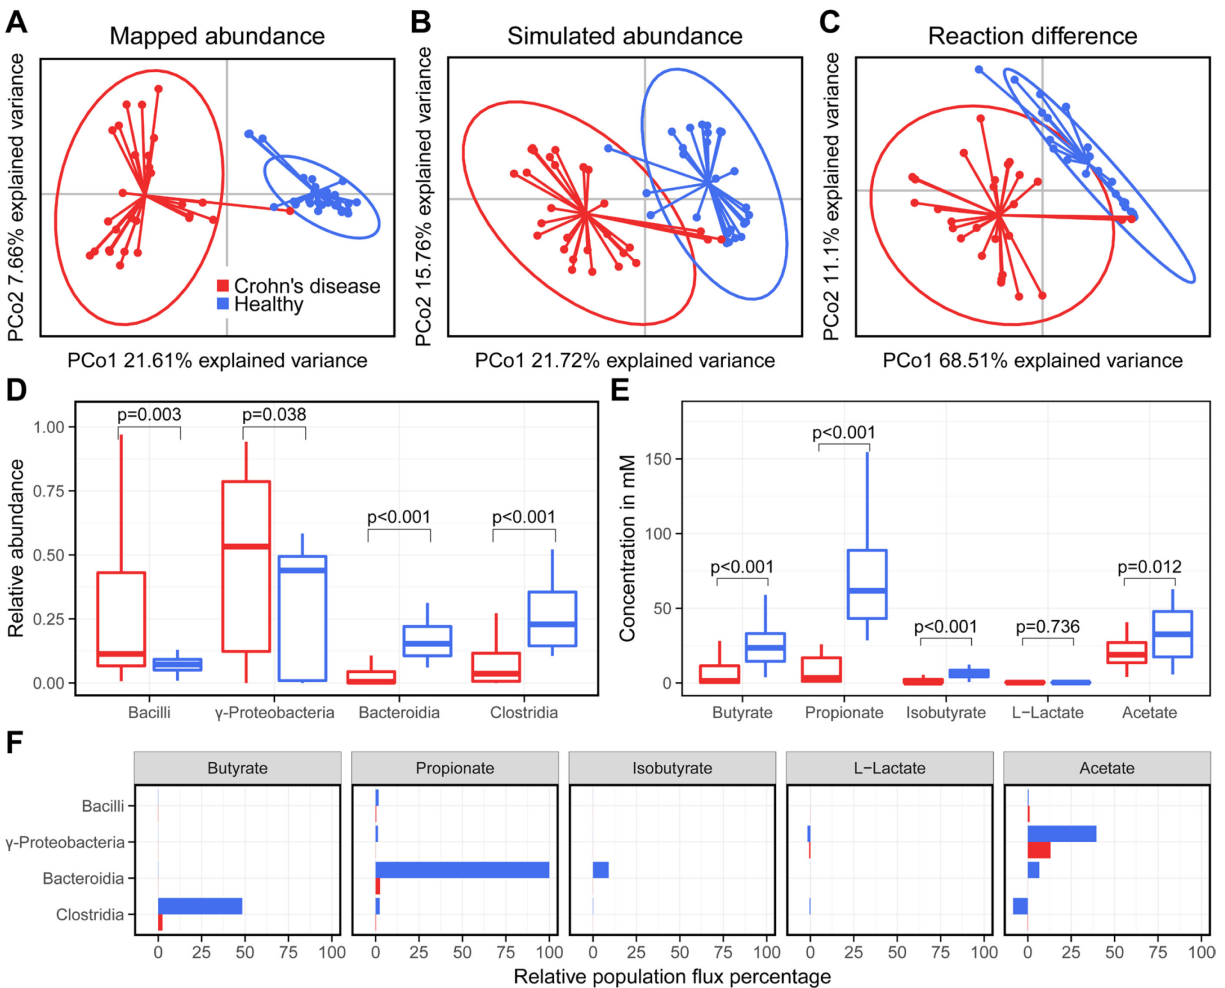 A
Mapped abundance
PCo2 7.66% explained variance
PCo1 21.61% explained variance
Crohn's disease
Healthy
B
Simulated abundance
PCo2 15.76% explained variance
PCo1 21.72% explained variance
C
Reaction difference
PCo2 11.1% explained variance
PCo1 68.51% explained variance
D
Relative abundance
1.00
0.75
0.50
0.25
0.00
p=0.003
p=0.038
p<0.001
p<0.001
Bacilli
γ-Proteobacteria
Bacteroidia
Clostridia
E
Concentration in mM
150
100
50
0
p<0.001
p<0.001
p<0.001
p=0.736
p=0.012
Butyrate
Propionate
Isobutyrate
L−Lactate
Acetate
F
Butyrate
Propionate
Isobutyrate
L−Lactate
Acetate
Bacilli
γ-Proteobacteria
Bacteroidia
Clostridia
0 25 50 75 100
0 25 50 75 100
0 25 50 75 100
0 25 50 75 100
0 25 50 75 100
Relative population flux percentage